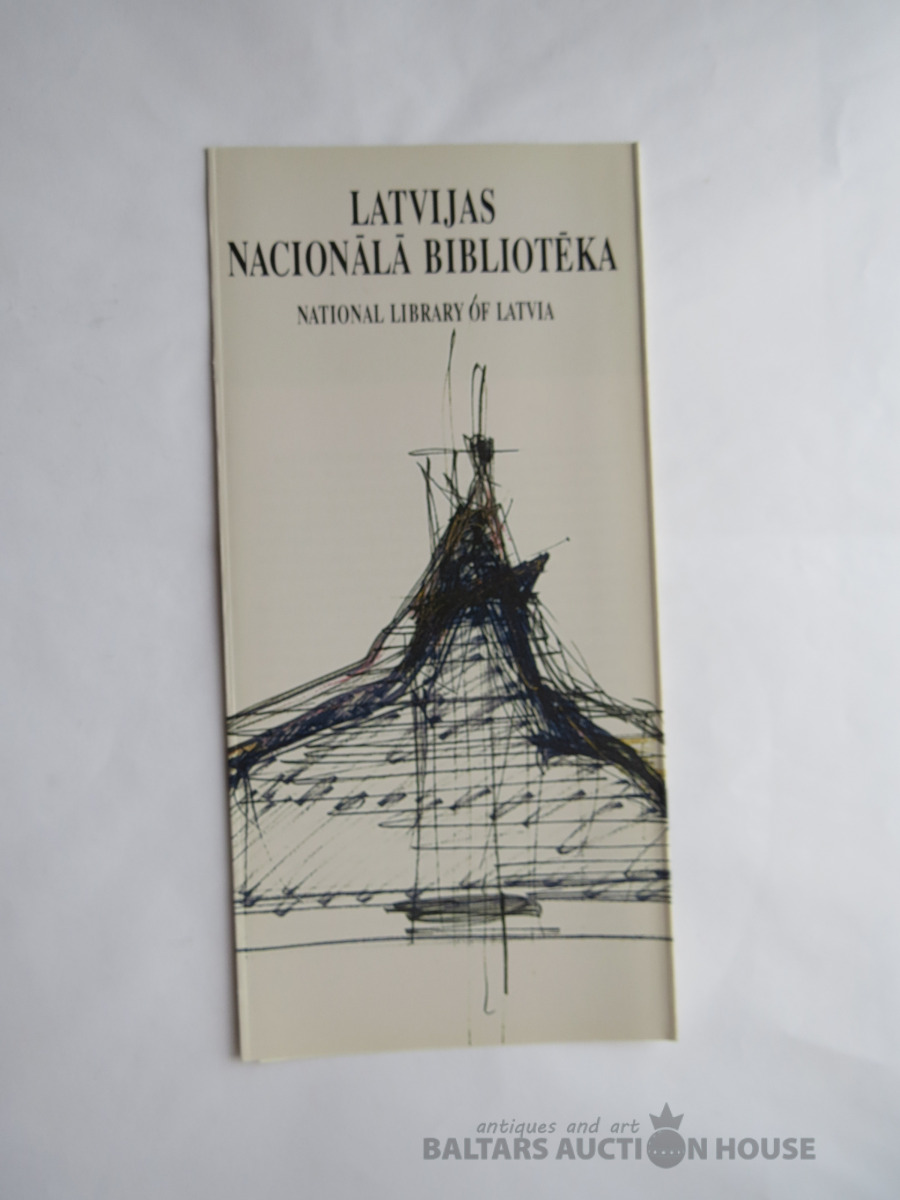 LATVIJAS
NACIONĀLĀ BIBLIOTĒKA
NATIONAL LIBRARY OF LATVIA
antiques and art
BALTARS AUCTION HOUSE